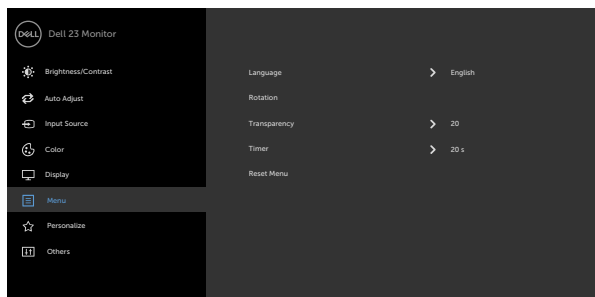 DELL Dell 23 Monitor
Brightness/Contrast
Auto Adjust
Input Source
Color
Display
Menu
Personalize
Others
Language English
Rotation
Transparency 20
Timer 20 s
Reset Menu